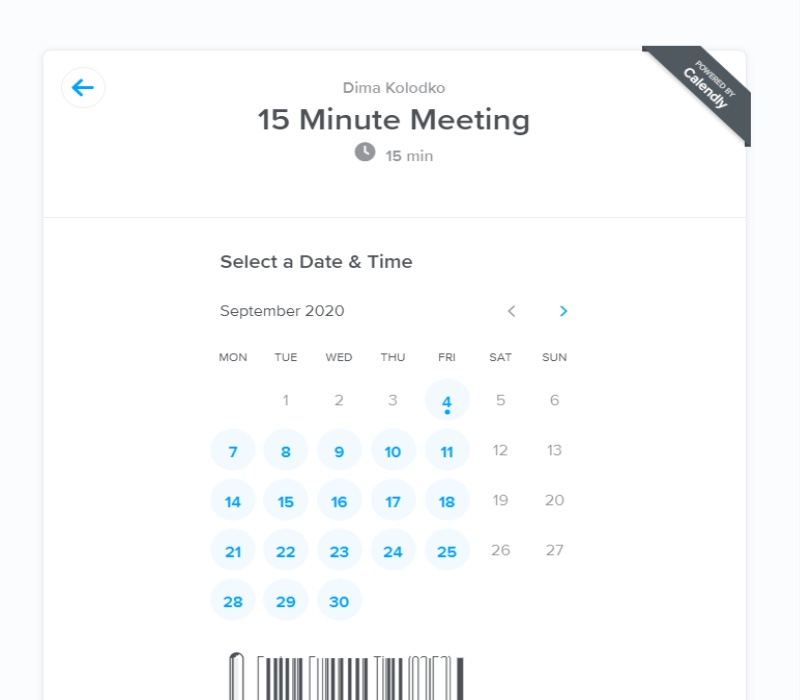 Dima Kolodko
POWERED BY
Calendly
15 Minute Meeting
15 min
Select a Date & Time
September 2020
MON TUE WED THU FRI SAT SUN
1 2 3 4 5 6
7 8 9 10 11 12 13
14 15 16 17 18 19 20
21 22 23 24 25 26 27
28 29 30